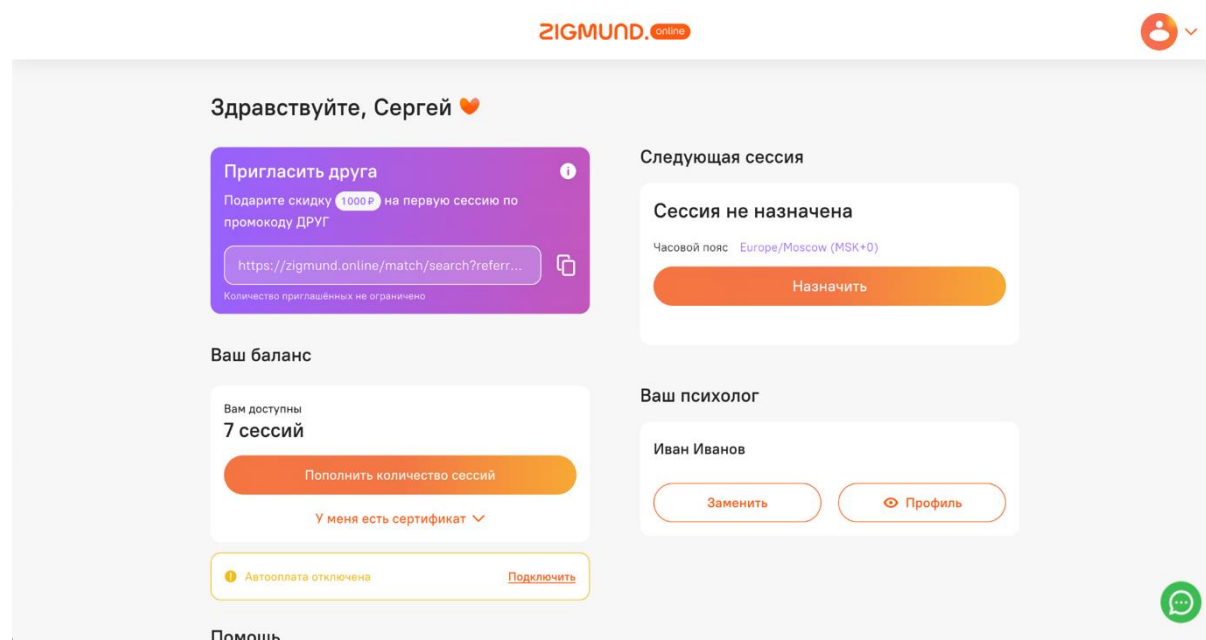 ZIGMUND. online
Здравствуйте, Сергей
Пригласить друга
Подарите скидку 1000₽ на первую сессию по
промокоду ДРУГ
https://zigmund.online/match/search?referr...
Количество приглашённых не ограничено
Ваш баланс
Вам доступны
7 сессий
Пополнить количество сессий
У меня есть сертификат
Автооплата отключена Подключить
Помощь
Следующая сессия
Сессия не назначена
Часовой пояс Europe/Moscow (MSK+0)
Назначить
Ваш психолог
Иван Иванов
Заменить Профиль